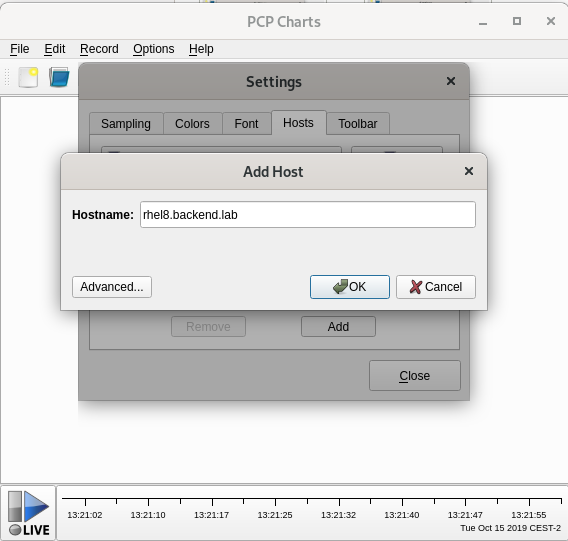 PCP Charts
File Edit Record Options Help
Settings
Sampling Colors Font Hosts Toolbar
Add Host
Hostname: rhel8.backend.lab
Advanced... OK Cancel
Remove Add
Close
LIVE
13:21:02 13:21:10 13:21:17 13:21:25 13:21:32 13:21:40 13:21:47 13:21:55
Tue Oct 15 2019 CEST-2